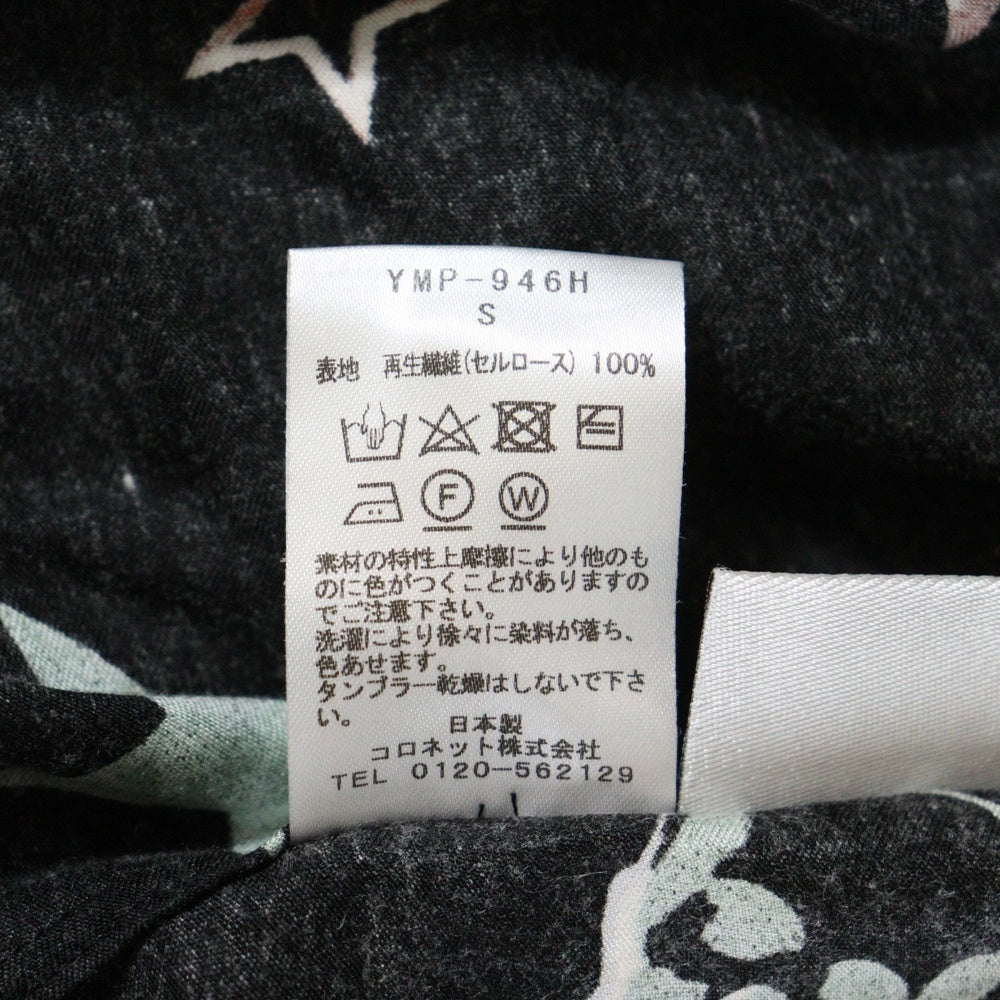 YMP-946H
S
表地 再生繊維(セルロース) 100%
F W
素材の特性上摩擦により他のも
のに色がつくことがありますの
でご注意下さい。
洗濯により徐々に染料が落ち、
色あせます。
タンブラー乾燥はしないで下さ
い。
日本製
コロネット株式会社
TEL 0120-562129